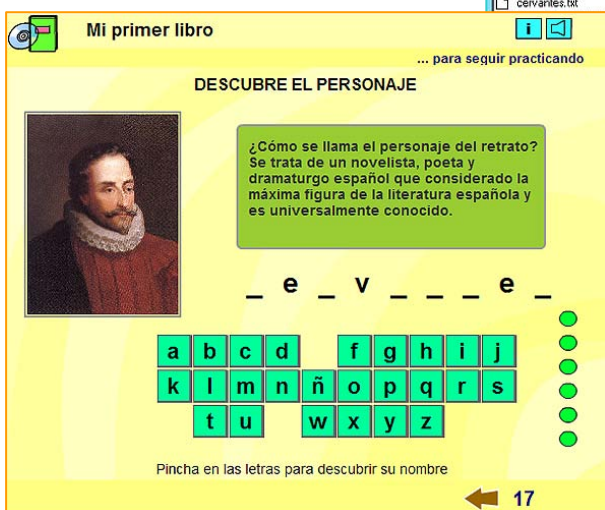 cervantes.txt
Mi primer libro
i
... para seguir practicando
DESCUBRE EL PERSONAJE
¿Cómo se llama el personaje del retrato?
Se trata de un novelista, poeta y
dramaturgo español que considerado la
máxima figura de la literatura española y
es universalmente conocido.
_ e _ v _ _ _ e _
a b c d f g h i j
k l m n ñ o p q r s
t u w x y z
Pincha en las letras para descubrir su nombre
17